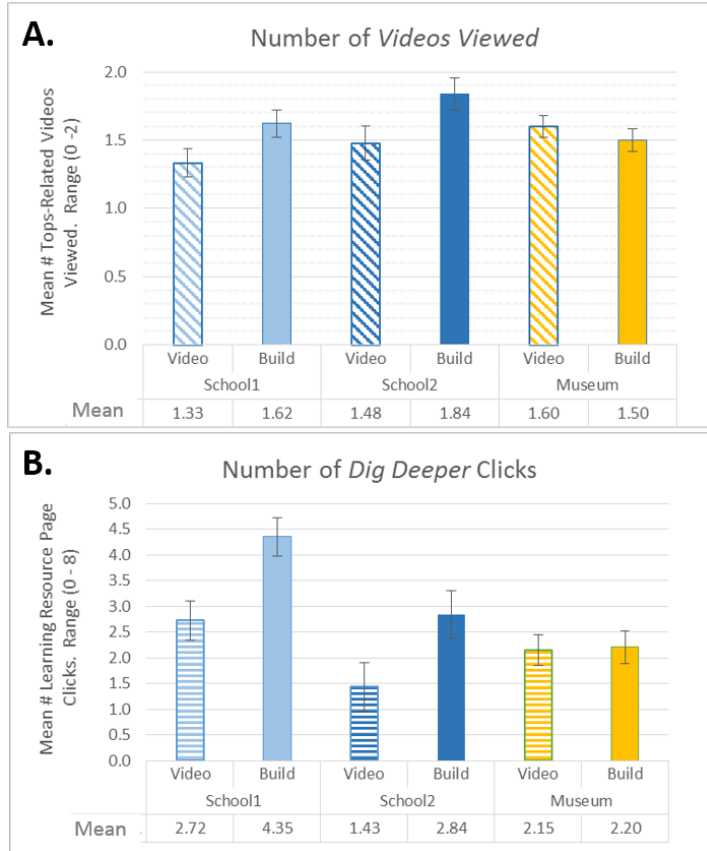 A.
Number of Videos Viewed
Mean # Tops-Related Videos
Viewed. Range (0 -2)
2.0
1.5
1.0
0.5
0.0
Video Build Video Build Video Build
School1 School2 Museum
Mean 1.33 1.62 1.48 1.84 1.60 1.50
B.
Number of Dig Deeper Clicks
Mean # Learning Resource Page
Clicks. Range (0 - 8)
5.0
4.5
4.0
3.5
3.0
2.5
2.0
1.5
1.0
0.5
0.0
Video Build Video Build Video Build
School1 School2 Museum
Mean 2.72 4.35 1.43 2.84 2.15 2.20